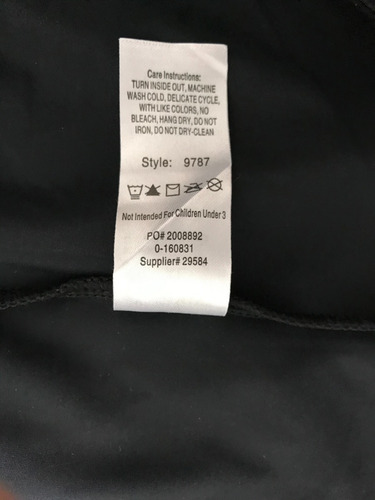 Care Instructions:
TURN INSIDE OUT, MACHINE
WASH COLD, DELICATE CYCLE,
WITH LIKE COLORS, NO
BLEACH, HANG DRY, DO NOT
IRON, DO NOT DRY-CLEAN
Style: 9787
Not Intended For Children Under 3
PO# 2008892
0-160831
Supplier# 29584